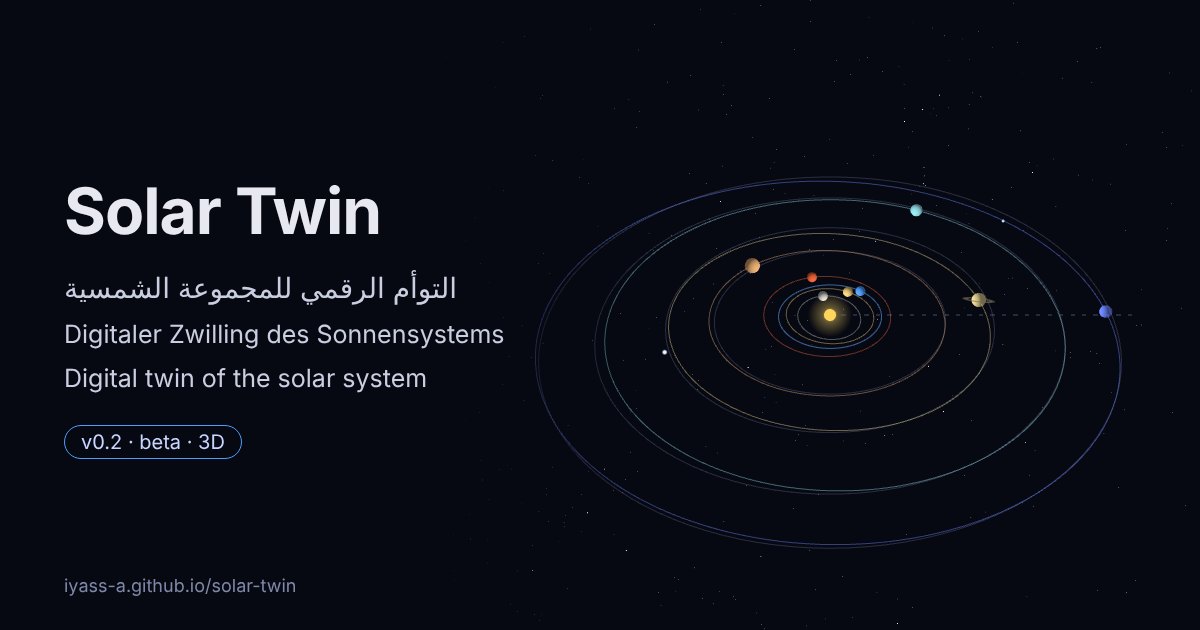 Solar Twin
التوأم الرقمي للمجموعة الشمسية
Digitaler Zwilling des Sonnensystems
Digital twin of the solar system
v0.2 · beta · 3D
iyass-a.github.io/solar-twin